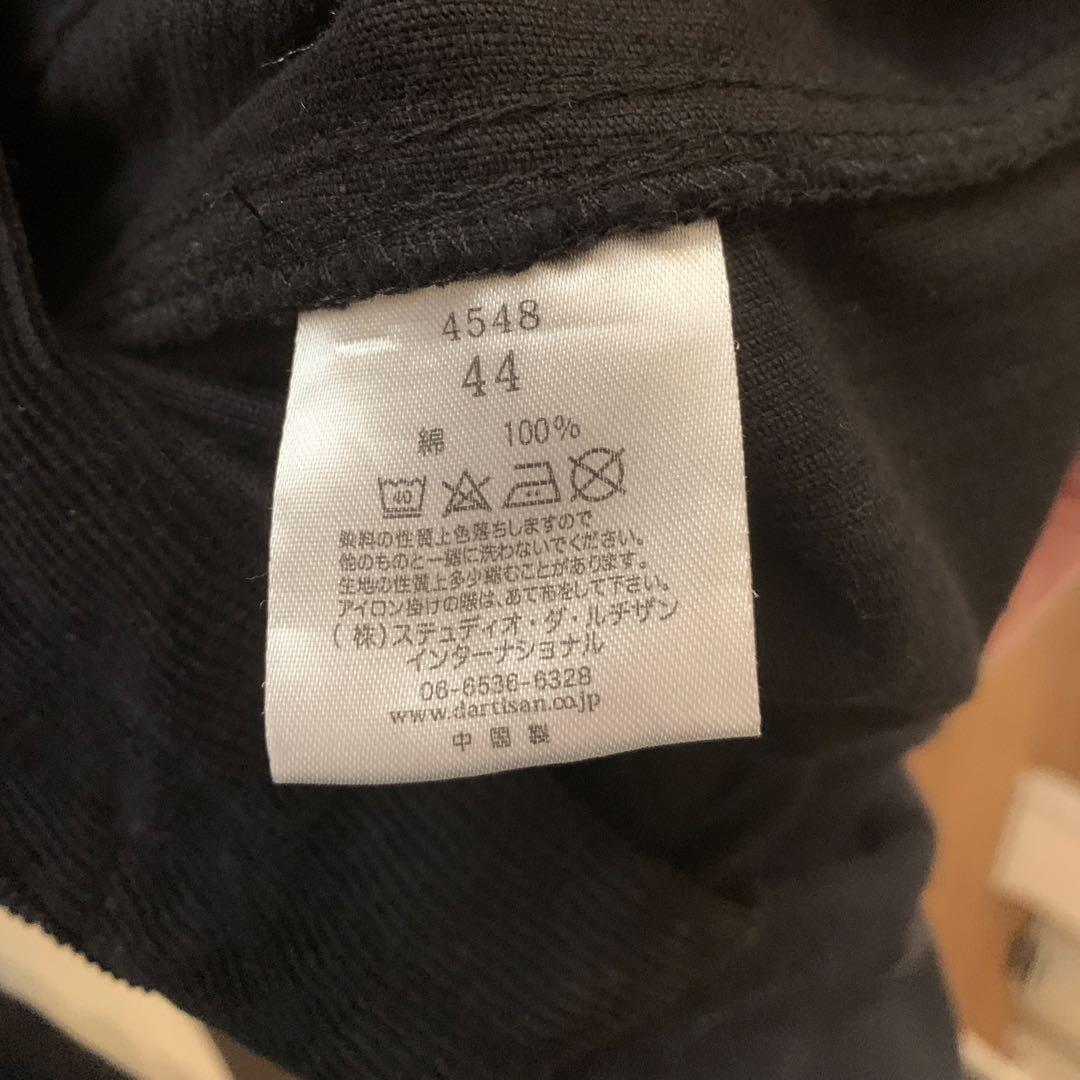 4548
44
綿 100%
40
染料の性質上色落ちしますので
他のものと一緒に洗わないでください。
生地の性質上多少縮むことがあります。
アイロン掛けの際は、あて布をして下さい。
(株)ステュディオ・ダ・ルチザン
インターナショナル
06-6536-6328
www.dartisan.co.jp
中国製